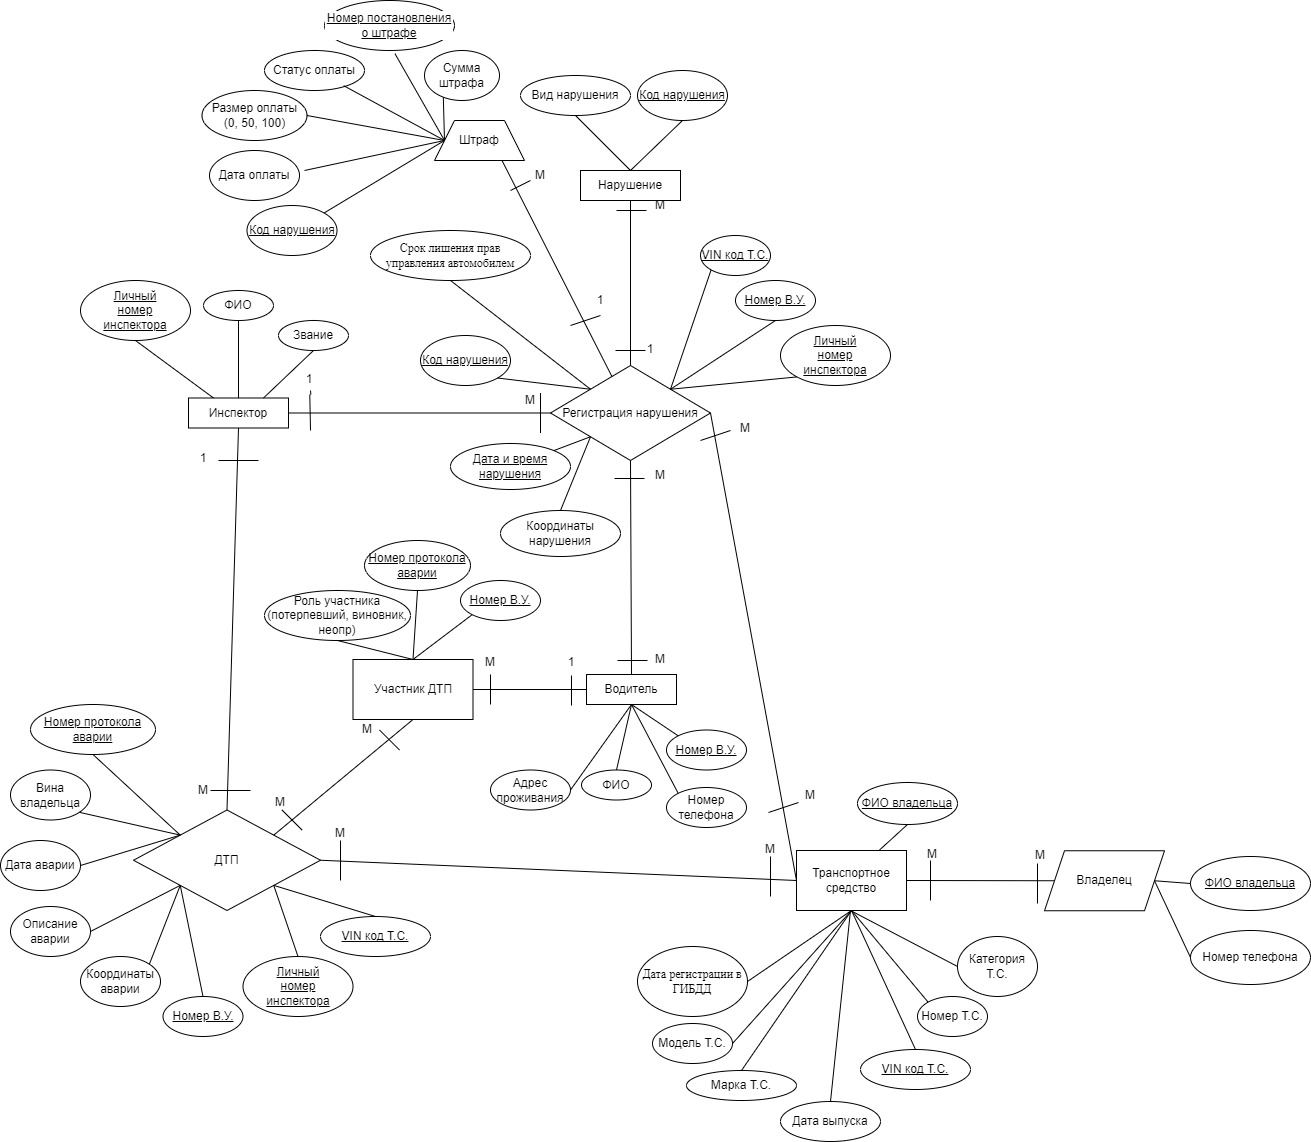 Номер постановления
о штрафе
Статус оплаты
Сумма
штрафа
Размер оплаты
(0, 50, 100)
Штраф
Дата оплаты
Код нарушения
М
Вид нарушения
Код нарушения
Нарушение
М
Срок лишения прав
управления автомобилем
VIN код Т.С.
Номер В.У.
Личный
номер
инспектора
Личный
номер
инспектора
ФИО
Звание
1
1
Код нарушения
1
М
Инспектор
Регистрация нарушения
М
1
Дата и время
нарушения
М
Координаты
нарушения
Номер протокола
аварии
Роль участника
(потерпевший, виновник,
неопр)
Номер В.У.
М
1
М
Участник ДТП
Водитель
М
Номер протокола
аварии
Номер В.У.
Адрес
проживания
ФИО
Номер
телефона
Вина
владельца
М
М
М
ФИО владельца
М
М
М
М
Дата аварии
ДТП
Транспортное
средство
Владелец
ФИО владельца
Описание
аварии
VIN код Т.С.
Номер телефона
Координаты
аварии
Личный
номер
инспектора
Номер В.У.
Дата регистрации в
ГИБДД
Категория
Т.С.
Номер Т.С.
Модель Т.С.
VIN код Т.С.
Марка Т.С.
Дата выпуска